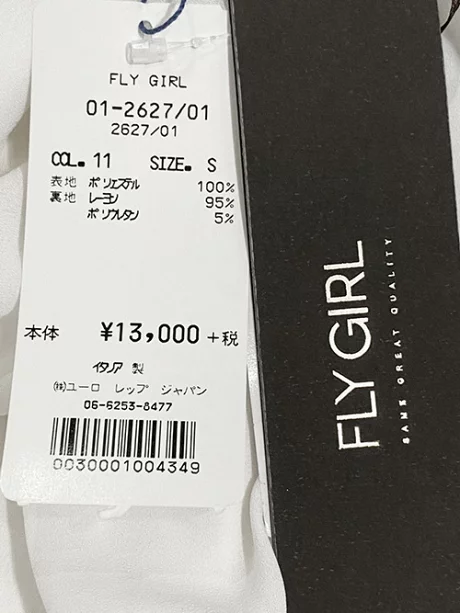 FLY GIRL
01-2627/01
2627/01
COL. 11 SIZE. S
表地 ポリエステル 100%
裏地 レーヨン 95%
ポリウレタン 5%
本体 ¥13,000 +税
イタリア 製
㈱ユーロ レップ ジャパン
06-6253-8477
0030001004349
FLY GIRL
SAME GREAT QUALITY